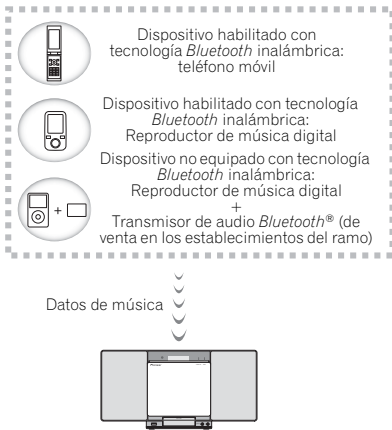 Dispositivo habilitado con
tecnología Bluetooth inalámbrica:
teléfono móvil
Dispositivo habilitado con tecnología
Bluetooth inalámbrica:
Reproductor de música digital
Dispositivo no equipado con tecnología
Bluetooth inalámbrica:
Reproductor de música digital
+
+
Transmisor de audio Bluetooth® (de
venta en los establecimientos del ramo)
Datos de música